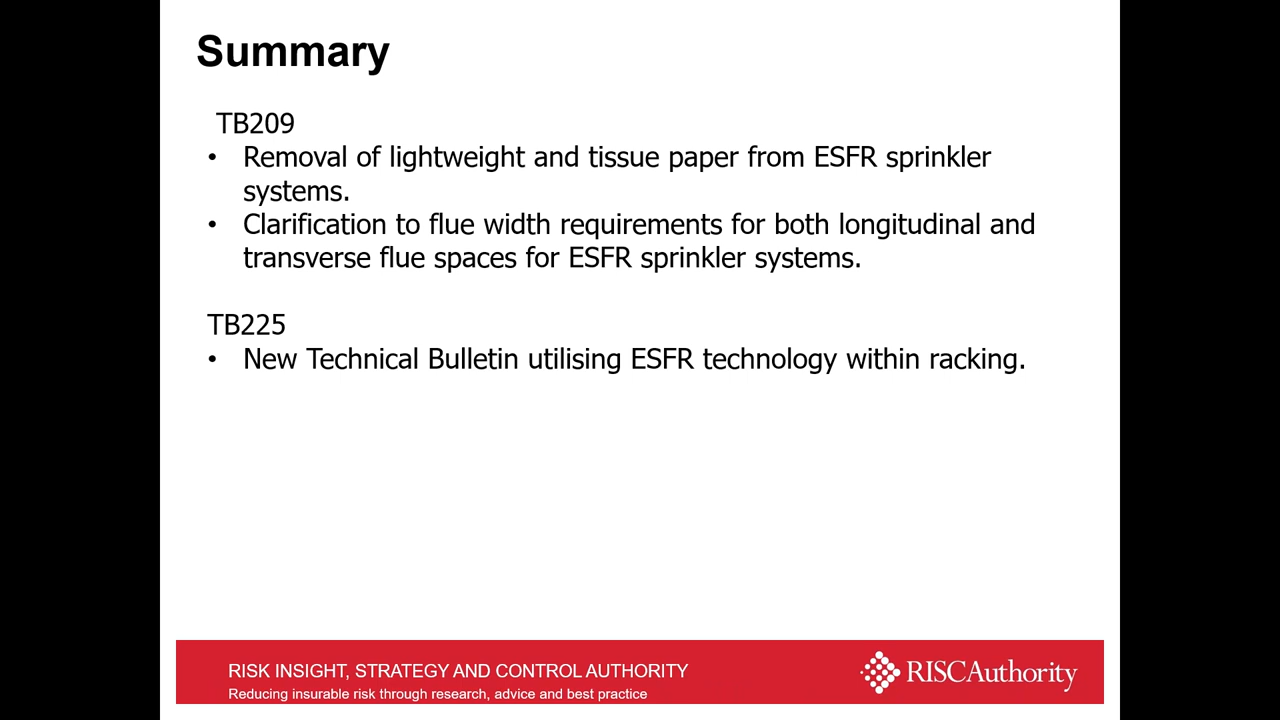 Summary
TB209
• Removal of lightweight and tissue paper from ESFR sprinkler
systems.
• Clarification to flue width requirements for both longitudinal and
transverse flue spaces for ESFR sprinkler systems.
TB225
• New Technical Bulletin utilising ESFR technology within racking.
RISK INSIGHT, STRATEGY AND CONTROL AUTHORITY
Reducing insurable risk through research, advice and best practice
RISCAuthority